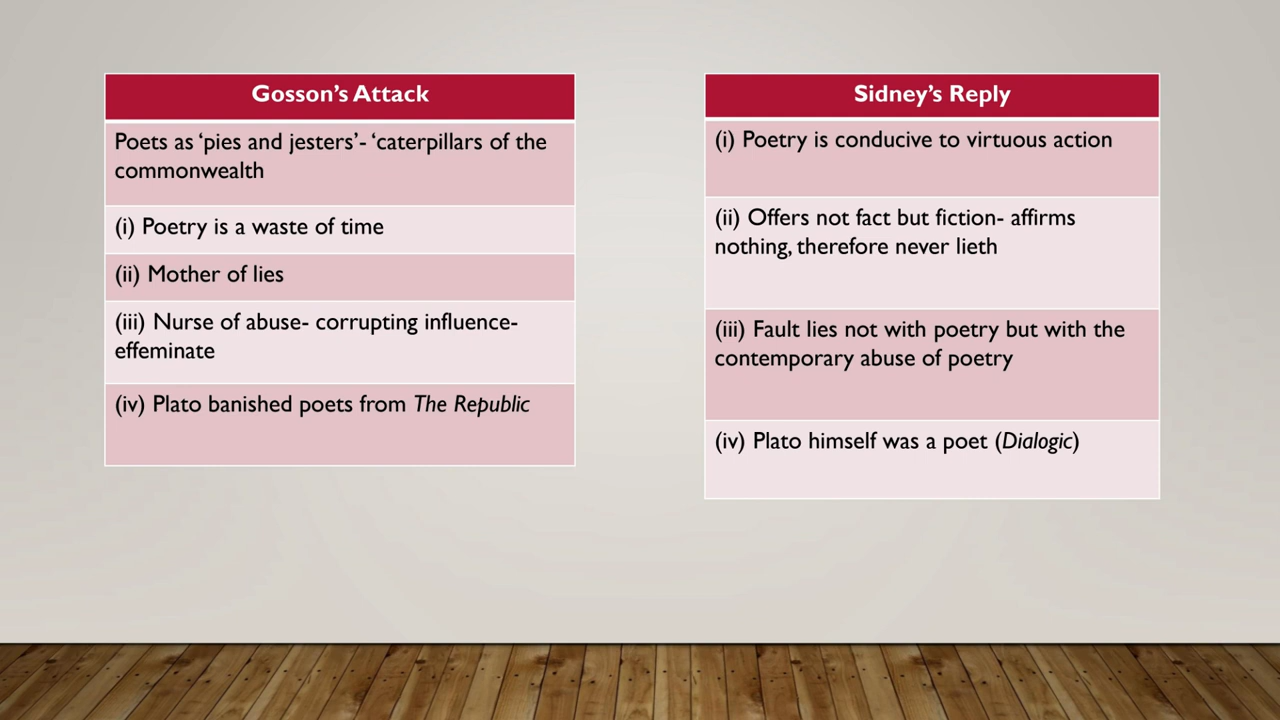 Gosson’s Attack
Poets as ‘pies and jesters’- ‘caterpillars of the
commonwealth
(i) Poetry is a waste of time
(ii) Mother of lies
(iii) Nurse of abuse- corrupting influence-
effeminate
(iv) Plato banished poets from The Republic
Sidney’s Reply
(i) Poetry is conducive to virtuous action
(ii) Offers not fact but fiction- affirms
nothing, therefore never lieth
(iii) Fault lies not with poetry but with the
contemporary abuse of poetry
(iv) Plato himself was a poet (Dialogic)